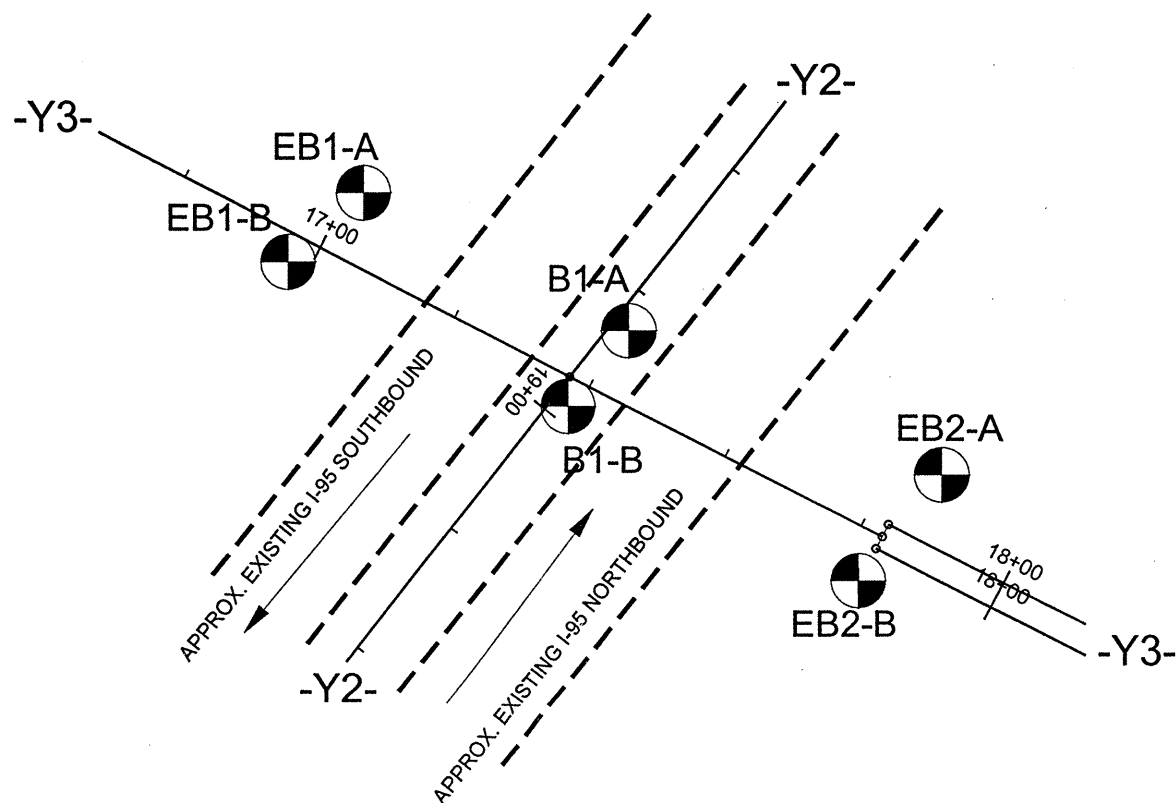 -Y2-
-Y3-
EB1-A
EB1-B
17+00
B1-A
19+00
B1-B
EB2-A
APPROX. EXISTING I-95 SOUTHBOUND
APPROX. EXISTING I-95 NORTHBOUND
18+00
18+00
EB2-B
-Y3-
-Y2-